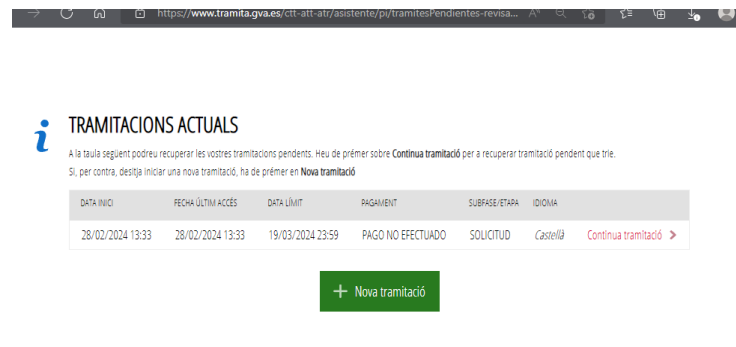 https://www.tramita.gva.es/ctt-att-atr/asistente/pi/tramitesPendientes-revisa...
TRAMITACIONS ACTUALS
A la taula següent podreu recuperar les vostres tramitacions pendents. Heu de prémer sobre Continua tramitació per a recuperar tramitació pendent que trie.
Si, per contra, desitja iniciar una nova tramitació, ha de prémer en Nova tramitació
DATA INICI FECHA ÚLTIM ACCÉS DATA LÍMIT PAGAMENT SUBFASE/ETAPA IDIOMA
28/02/2024 13:33 28/02/2024 13:33 19/03/2024 23:59 PAGO NO EFECTUADO SOLICITUD Castellà Continua tramitació >
+ Nova tramitació